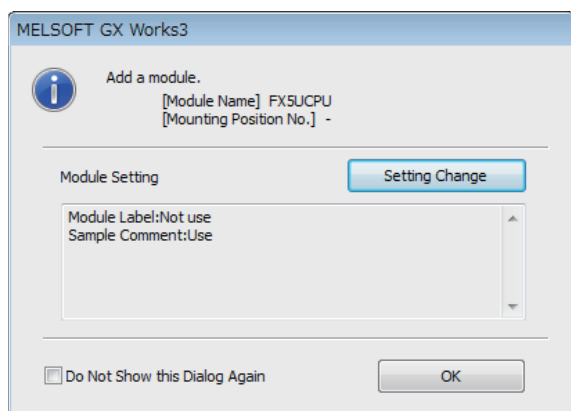 MELSOFT GX Works3
Add a module.
[Module Name] FX5UCPU
[Mounting Position No.] -
Module Setting
Setting Change
Module Label:Not use
Sample Comment:Use
Do Not Show this Dialog Again
OK